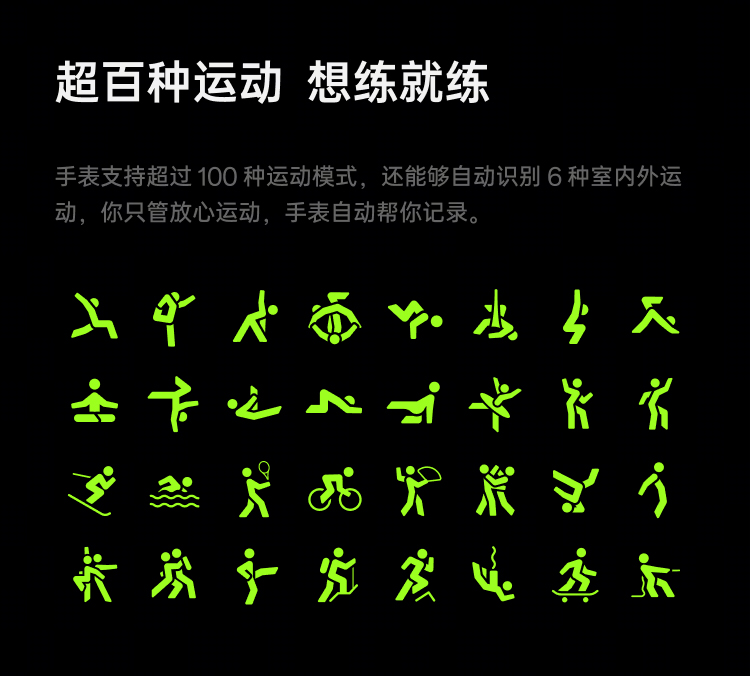 超百种运动 想练就练
手表支持超过 100 种运动模式，还能够自动识别 6 种室内外运
动，你只管放心运动，手表自动帮你记录。